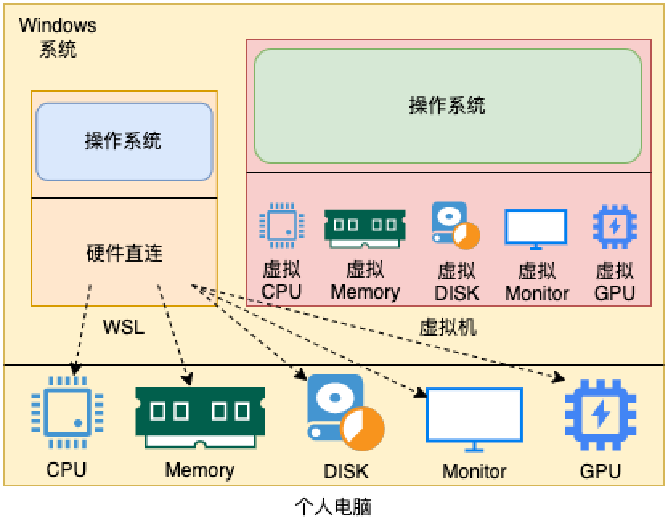 Windows
系统
操作系统
操作系统
硬件直连
虚拟
CPU
虚拟
Memory
虚拟
DISK
虚拟
Monitor
虚拟
GPU
WSL
虚拟机
CPU
Memory
DISK
Monitor
GPU
个人电脑